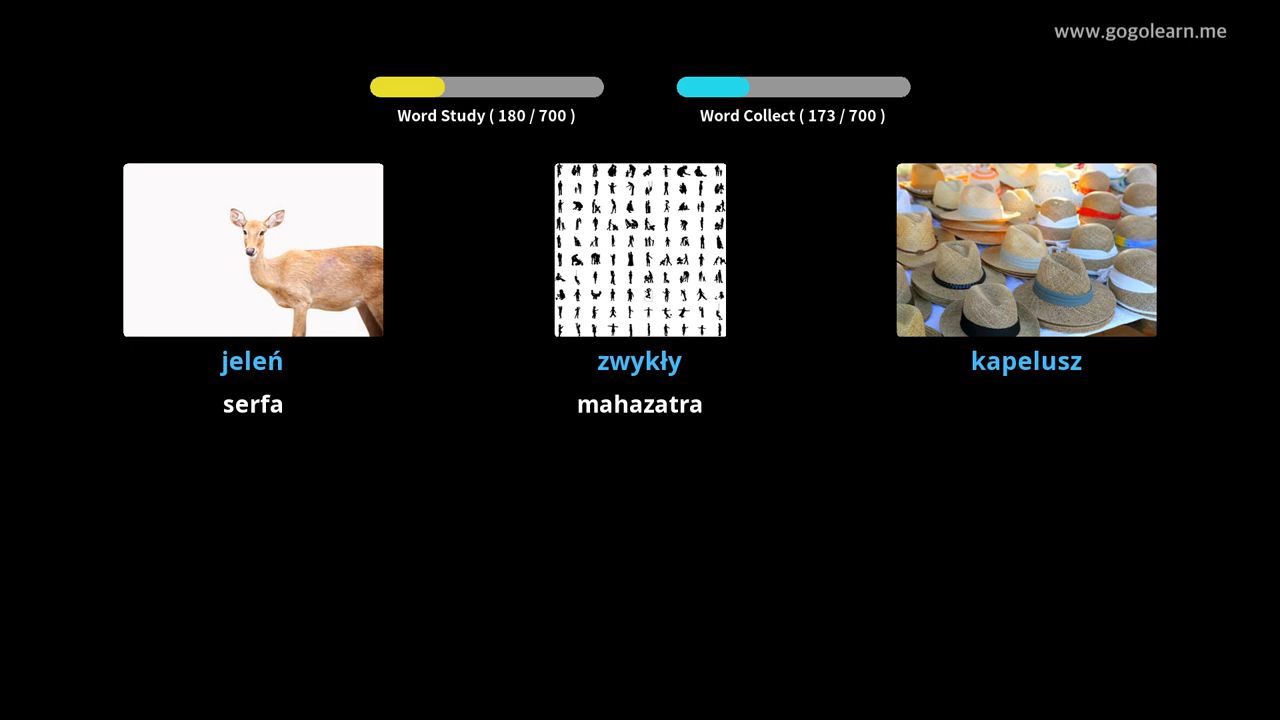 www.gogolearn.me
Word Study ( 180 / 700 )
Word Collect ( 173 / 700 )
jeleń
zwykły
kapelusz
serfa
mahazatra